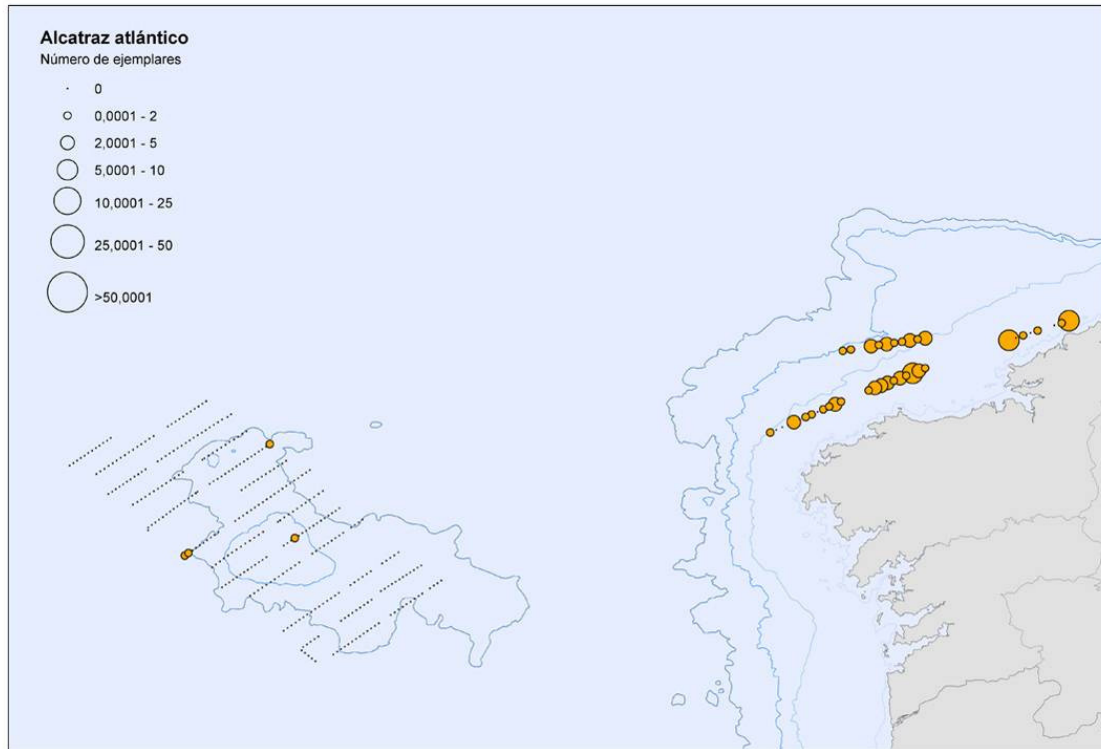 Alcatraz atlántico
Número de ejemplares
0
0,0001 - 2
2,0001 - 5
5,0001 - 10
10,0001 - 25
25,0001 - 50
>50,0001